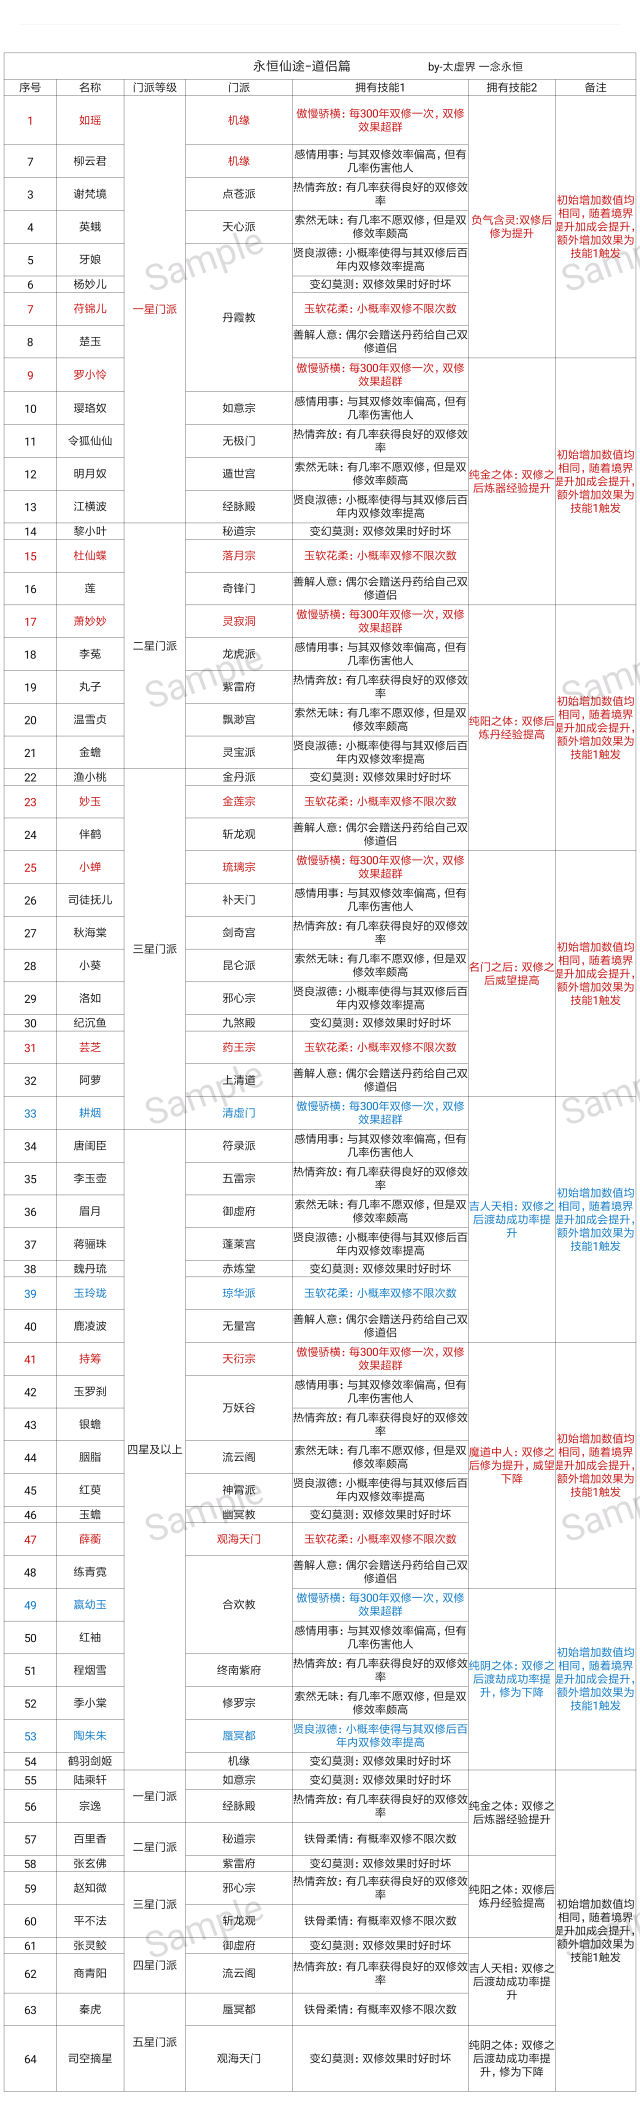 永恒仙途-道侣篇 by-太虚界 一念永恒
序号 名称 门派等级 门派 拥有技能1 拥有技能2 备注
1 如瑶 机缘 傲慢骄横：每300年双修一次，双修
效果超群
7 柳云君 机缘 感情用事：与其双修效率偏高，但有
几率伤害他人
3 谢梵境 点苍派 热情奔放：有几率获得良好的双修效
率
4 英蛾 天心派 索然无味：有几率不愿双修，但是双
修效率颇高
负气含灵:双修后
修为提升
初始增加数值均
相同，随着境界
提升加成会提升，
额外增加效果为
技能1触发
5 牙娘 贤良淑德：小概率使得与其双修后百
年内双修效率提高
6 杨妙儿 变幻莫测：双修效果时好时坏
7 荇锦儿 一星门派 玉软花柔：小概率双修不限次数
丹霞教
8 楚玉 善解人意：偶尔会赠送丹药给自己双
修道侣
9 罗小怜 傲慢骄横：每300年双修一次，双修
效果超群
10 璎珞奴 如意宗 感情用事：与其双修效率偏高，但有
几率伤害他人
11 令狐仙仙 无极门 热情奔放：有几率获得良好的双修效
率
12 明月奴 遁世宫 索然无味：有几率不愿双修，但是双
修效率颇高
纯金之体：双修之
后炼器经验提升
初始增加数值均
相同，随着境界
提升加成会提升，
额外增加效果为
技能1触发
13 江横波 经脉殿 贤良淑德：小概率使得与其双修后百
年内双修效率提高
14 黎小叶 秘道宗 变幻莫测：双修效果时好时坏
15 杜仙蝶 落月宗 玉软花柔：小概率双修不限次数
16 莲 奇锋门 善解人意：偶尔会赠送丹药给自己双
修道侣
17 萧妙妙 灵寂洞 傲慢骄横：每300年双修一次，双修
效果超群
二星门派
18 李菟 龙虎派 感情用事：与其双修效率偏高，但有
几率伤害他人
19 丸子 紫雷府 热情奔放：有几率获得良好的双修效
率
20 温雪贞 飘渺宫 索然无味：有几率不愿双修，但是双
修效率颇高
纯阳之体：双修后
炼丹经验提高
初始增加数值均
相同，随着境界
提升加成会提升，
额外增加效果为
技能1触发
21 金蟾 灵宝派 贤良淑德：小概率使得与其双修后百
年内双修效率提高
22 渔小桃 金丹派 变幻莫测：双修效果时好时坏
23 妙玉 金莲宗 玉软花柔：小概率双修不限次数
24 伴鹤 斩龙观 善解人意：偶尔会赠送丹药给自己双
修道侣
25 小蝉 琉璃宗 傲慢骄横：每300年双修一次，双修
效果超群
26 司徒抚儿 补天门 感情用事：与其双修效率偏高，但有
几率伤害他人
27 秋海棠 剑奇宫 热情奔放：有几率获得良好的双修效
率
三星门派
28 小葵 昆仑派 索然无味：有几率不愿双修，但是双
修效率颇高
名门之后：双修之
后威望提高
初始增加数值均
相同，随着境界
提升加成会提升，
额外增加效果为
技能1触发
29 洛如 邪心宗 贤良淑德：小概率使得与其双修后百
年内双修效率提高
30 纪沉鱼 九煞殿 变幻莫测：双修效果时好时坏
31 芸芝 药王宗 玉软花柔：小概率双修不限次数
32 阿萝 上清道 善解人意：偶尔会赠送丹药给自己双
修道侣
33 耕烟 清虚门 傲慢骄横：每300年双修一次，双修
效果超群
34 唐闺臣 符录派 感情用事：与其双修效率偏高，但有
几率伤害他人
35 李玉壶 五雷宗 热情奔放：有几率获得良好的双修效
率
36 眉月 御虚府 索然无味：有几率不愿双修，但是双
修效率颇高
吉人天相：双修之
后渡劫成功率提
升
初始增加数值均
相同，随着境界
提升加成会提升，
额外增加效果为
技能1触发
37 蒋骊珠 蓬莱宫 贤良淑德：小概率使得与其双修后百
年内双修效率提高
38 魏丹琉 赤炼堂 变幻莫测：双修效果时好时坏
39 玉玲珑 琼华派 玉软花柔：小概率双修不限次数
40 鹿凌波 无量宫 善解人意：偶尔会赠送丹药给自己双
修道侣
41 持筹 天衍宗 傲慢骄横：每300年双修一次，双修
效果超群
42 玉罗刹 感情用事：与其双修效率偏高，但有
几率伤害他人
万妖谷
43 银蟾 热情奔放：有几率获得良好的双修效
率
四星及以上
44 胭脂 流云阁 索然无味：有几率不愿双修，但是双
修效率颇高
魔道中人：双修之
后修为提升，威望
下降
初始增加数值均
相同，随着境界
提升加成会提升，
额外增加效果为
技能1触发
45 红萸 神霄派 贤良淑德：小概率使得与其双修后百
年内双修效率提高
46 玉蟾 幽冥教 变幻莫测：双修效果时好时坏
47 薛蘅 观海天门 玉软花柔：小概率双修不限次数
48 练青霓 善解人意：偶尔会赠送丹药给自己双
修道侣
49 嬴幼玉 合欢教 傲慢骄横：每300年双修一次，双修
效果超群
50 红袖 感情用事：与其双修效率偏高，但有
几率伤害他人
51 程烟雪 终南紫府 热情奔放：有几率获得良好的双修效
率
纯阴之体：双修之
后渡劫成功率提
升，修为下降
初始增加数值均
相同，随着境界
提升加成会提升，
额外增加效果为
技能1触发
52 季小棠 修罗宗 索然无味：有几率不愿双修，但是双
修效率颇高
53 陶朱朱 蜃冥都 贤良淑德：小概率使得与其双修后百
年内双修效率提高
54 鹤羽剑姬 机缘 变幻莫测：双修效果时好时坏
55 陆乘轩 如意宗 变幻莫测：双修效果时好时坏
一星门派
56 宗逸 经脉殿 热情奔放：有几率获得良好的双修效
率
纯金之体：双修之
后炼器经验提升
57 百里香 二星门派 秘道宗 铁骨柔情：有概率双修不限次数
58 张玄佛 紫雷府 变幻莫测：双修效果时好时坏
59 赵知微 邪心宗 热情奔放：有几率获得良好的双修效
率
三星门派
纯阳之体：双修后
炼丹经验提高
60 平不法 斩龙观 铁骨柔情：有概率双修不限次数
初始增加数值均
相同，随着境界
提升加成会提升，
额外增加效果为
技能1触发
61 张灵鲛 御虚府 变幻莫测：双修效果时好时坏
62 商青阳 四星门派 流云阁 热情奔放：有几率获得良好的双修效
率
吉人天相：双修之
后渡劫成功率提
升
63 秦虎 蜃冥都 铁骨柔情：有概率双修不限次数
五星门派
64 司空摘星 观海天门 变幻莫测：双修效果时好时坏
纯阴之体：双修之
后渡劫成功率提
升，修为下降
Sample
Sample
Sample
Sample
Sample